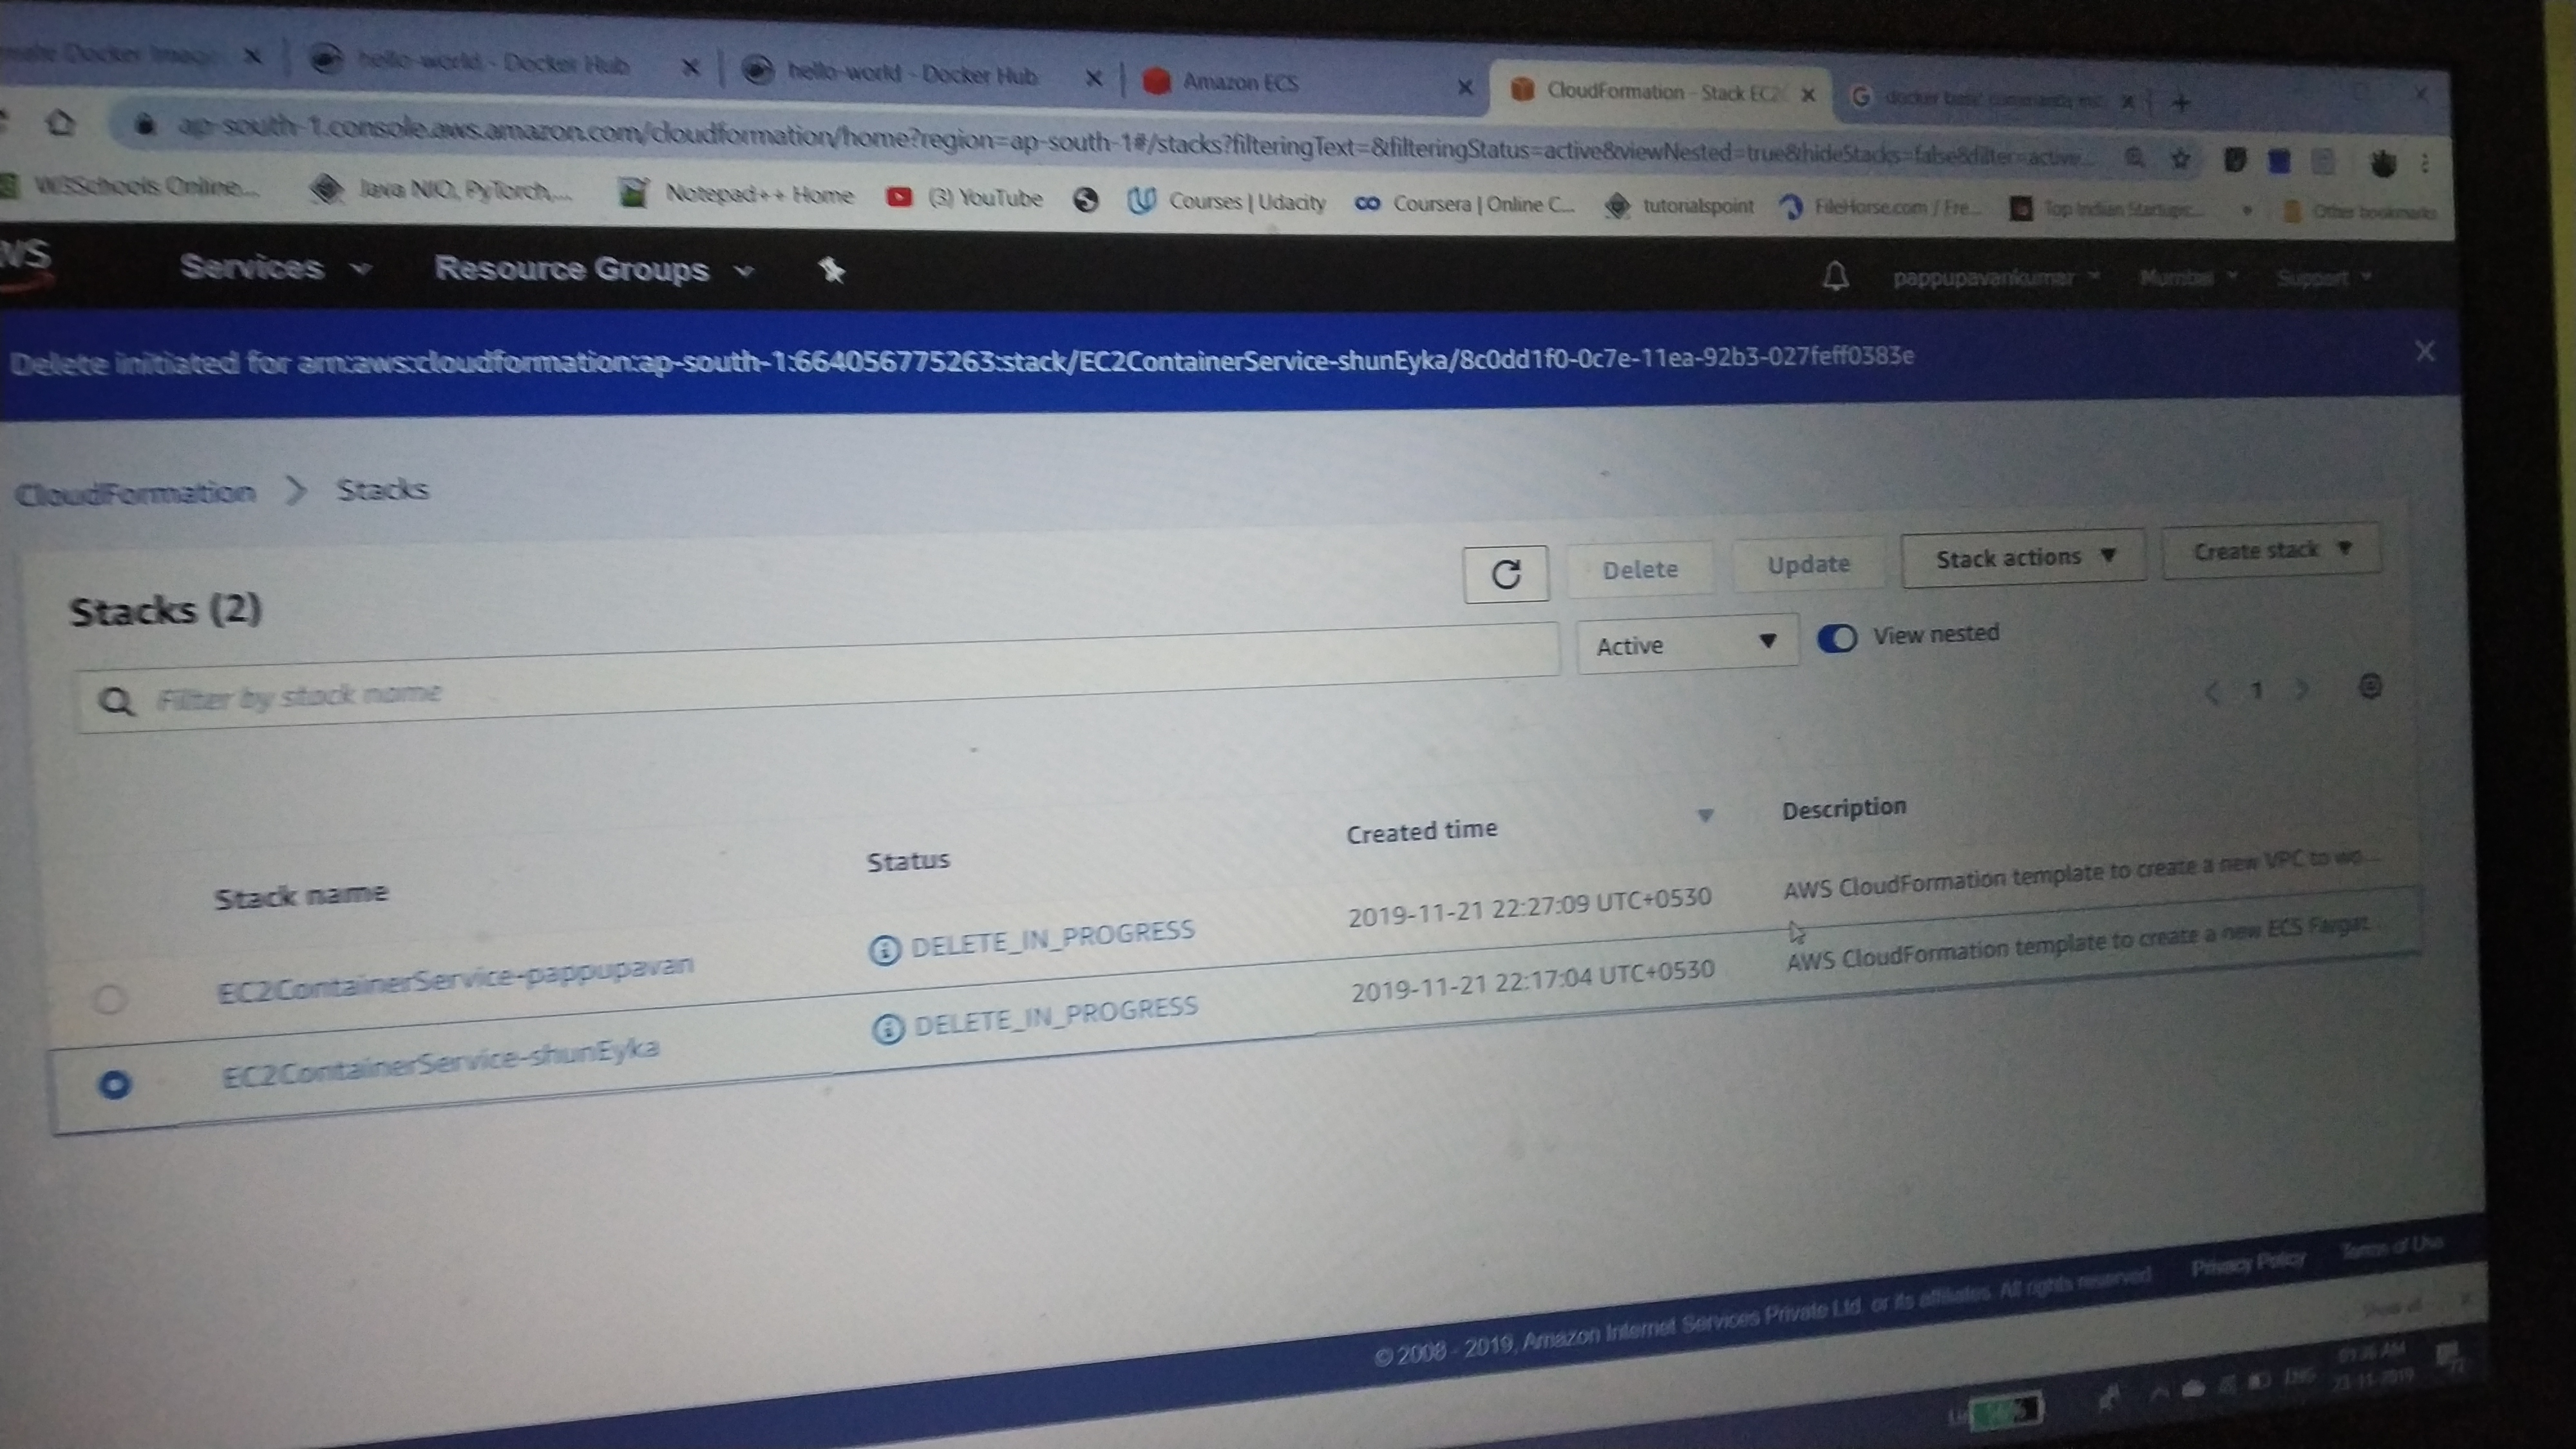 hello-world - Docker Hub
hello-world - Docker Hub
Amazon ECS
CloudFormation - Stack EC2
ap-south-1.console.aws.amazon.com/cloudformation/home?region=ap-south-1#/stacks?filteringText=&filteringStatus=active&viewNested=true&hideStacks=false&filter=active...
W3Schools Online...
Java NIO, PyTorch,...
Notepad++ Home
(3) YouTube
Courses | Udacity
Coursera | Online C...
tutorialspoint
FileHorse.com / Fre...
Top Indian Startups...
Other bookmarks
Services
Resource Groups
pappupavankumar
Mumbai
Support
Delete initiated for arn:aws:cloudformation:ap-south-1:664056775263:stack/EC2ContainerService-shunEyka/8c0dd1f0-0c7e-11ea-92b3-027feff0383e
CloudFormation > Stacks
Stacks (2)
Delete
Update
Stack actions
Create stack
Filter by stack name
Active
View nested
1
Stack name
Status
Created time
Description
EC2ContainerService-pappupavan
DELETE_IN_PROGRESS
2019-11-21 22:27:09 UTC+0530
AWS CloudFormation template to create a new VPC to wo...
EC2ContainerService-shunEyka
DELETE_IN_PROGRESS
2019-11-21 22:17:04 UTC+0530
AWS CloudFormation template to create a new ECS Fargat...
© 2008 - 2019, Amazon Internet Services Private Ltd. or its affiliates. All rights reserved.
Privacy Policy
Terms of Use
Show all
ENG
23-11-2019